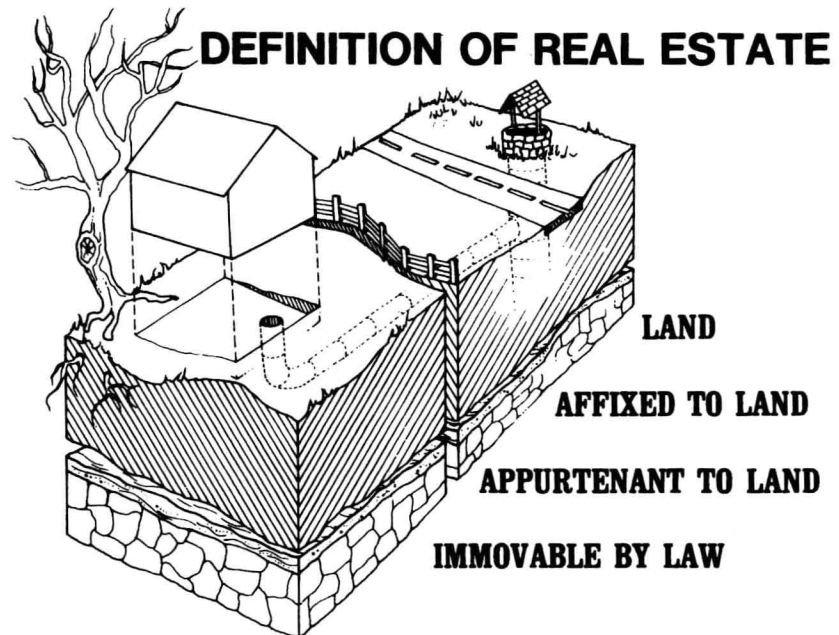 DEFINITION OF REAL ESTATE
LAND
AFFIXED TO LAND
APPURTENANT TO LAND
IMMOVABLE BY LAW